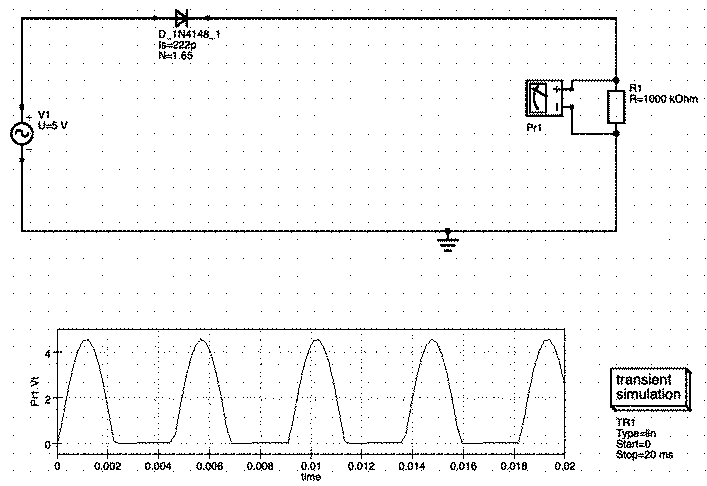 D_1N4148_1
Is=222p
N=1.65
V1
U=5 V
+
−
+
Pr1
R1
R=1000 kOhm
Pr1.Vt
4
2
0
0
0.002
0.004
0.006
0.008
0.01
0.012
0.014
0.016
0.018
0.02
time
transient
simulation
TR1
Type=lin
Start=0
Stop=20 ms